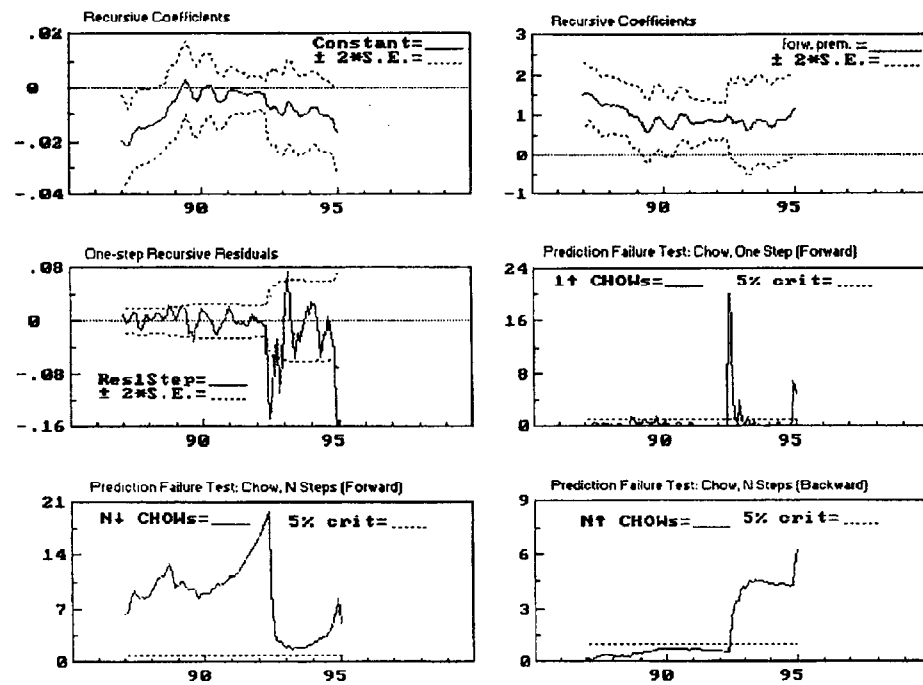 Recursive Coefficients
.02
0
-.02
-.04
Constant=
± 2*S.E.=
90
95
Recursive Coefficients
3
2
1
0
-1
forw. prem. =
± 2*S.E.=
90
95
One-step Recursive Residuals
.08
0
-.08
-.16
Res1Step=
± 2*S.E.=
90
95
Prediction Failure Test: Chow, One Step (Forward)
24
16
8
0
1↑ CHOWs=
5% crit=
90
95
Prediction Failure Test: Chow, N Steps (Forward)
21
14
7
0
N↓ CHOWs=
5% crit=
90
95
Prediction Failure Test: Chow, N Steps (Backward)
9
6
3
0
N↑ CHOWs=
5% crit=
90
95